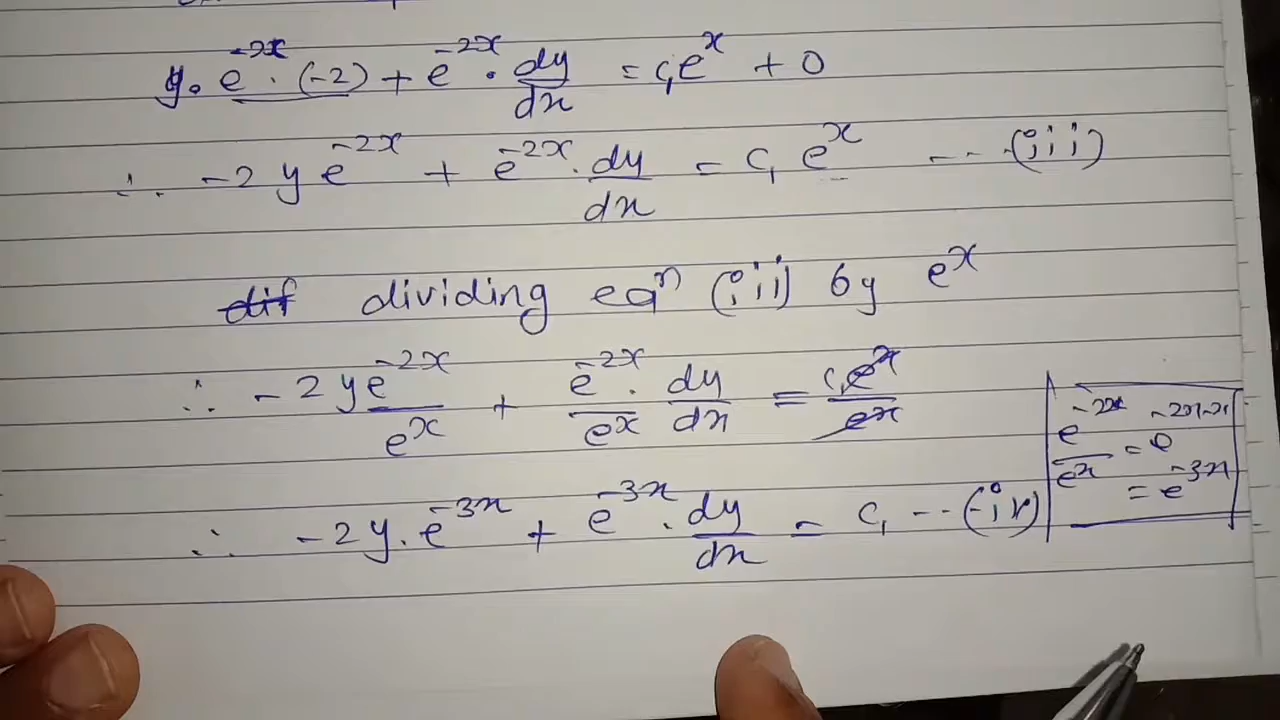 y. e^-2x . (-2) + e^-2x . dy/dx = c₁e^x + 0
∴ -2 y e^-2x + e^-2x . dy/dx = c₁ e^x --- (iii)
dif dividing eqⁿ (iii) by e^x
∴ -2 y e^-2x/e^x + e^-2x/e^x . dy/dx = c₁e^x/e^x
e^-2x/e^x = e^-2x-x
= e^-3x
∴ -2 y . e^-3x + e^-3x . dy/dx = c₁ --- (iv)